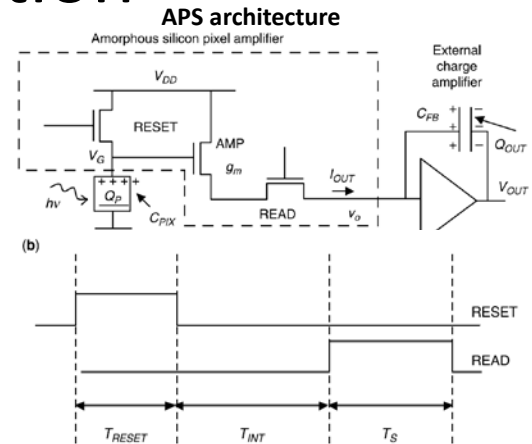 APS architecture
Amorphous silicon pixel amplifier
External
charge
amplifier
V_DD
RESET
C_FB
+ −
+ −
+ −
Q_OUT
V_G
AMP
g_m
I_OUT
V_OUT
+ + + +
Q_P
hν
C_PIX
READ
v_o
(b)
RESET
READ
T_RESET
T_INT
T_S